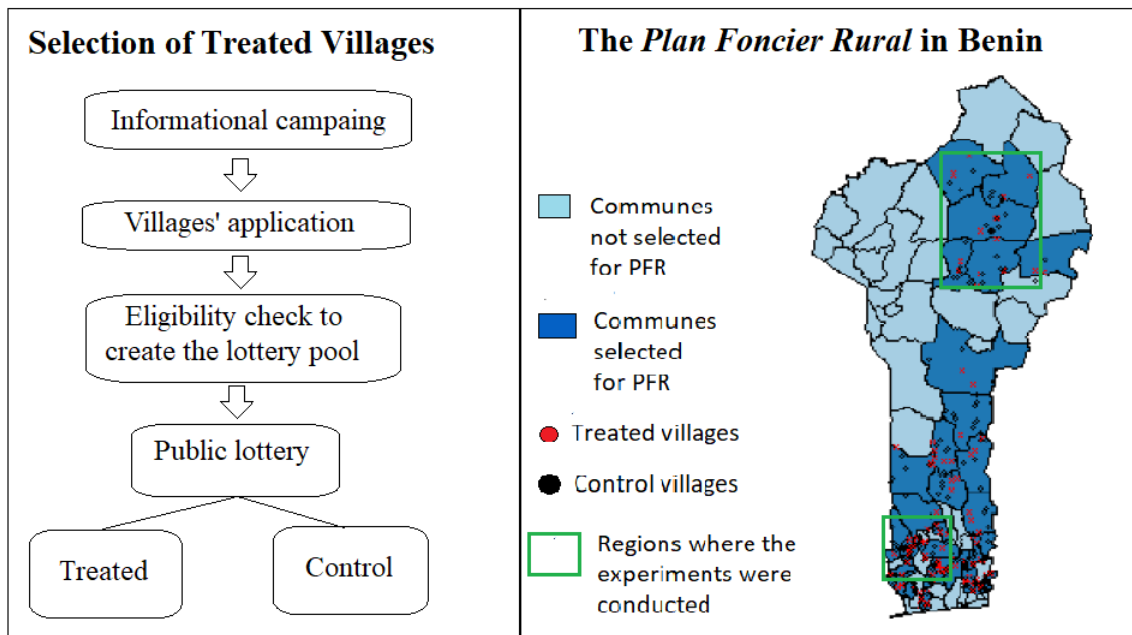 Selection of Treated Villages
Informational campaing
Villages' application
Eligibility check to
create the lottery pool
Public lottery
Treated
Control
The Plan Foncier Rural in Benin
Communes
not selected
for PFR
Communes
selected
for PFR
Treated villages
Control villages
Regions where the
experiments were
conducted